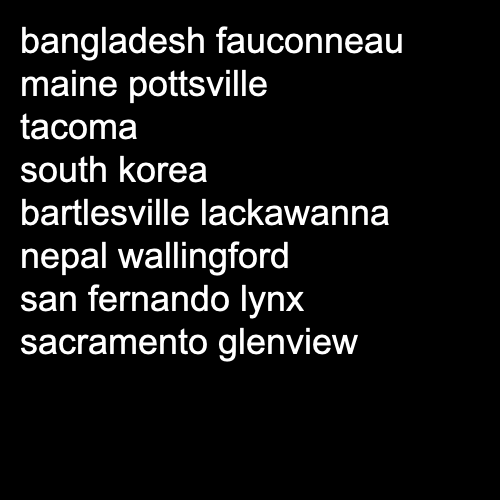 bangladesh fauconneau
maine pottsville
tacoma
south korea
bartlesville lackawanna
nepal wallingford
san fernando lynx
sacramento glenview